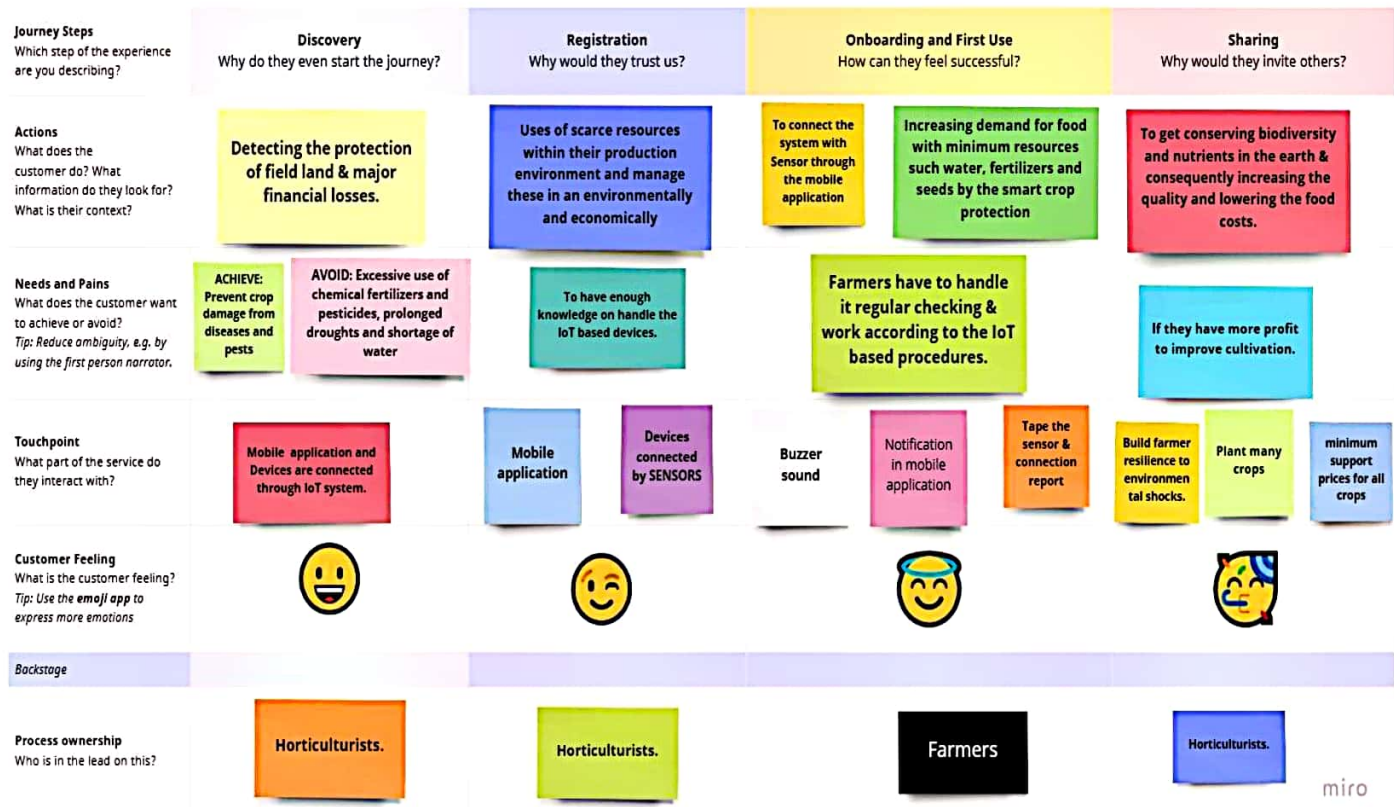 Journey Steps
Which step of the experience
are you describing?
Discovery
Why do they even start the journey?
Registration
Why would they trust us?
Onboarding and First Use
How can they feel successful?
Sharing
Why would they invite others?
Actions
What does the
customer do? What
information do they look for?
What is their context?
Detecting the protection
of field land & major
financial losses.
Uses of scarce resources
within their production
environment and manage
these in an environmentally
and economically
To connect the
system with
Sensor through
the mobile
application
Increasing demand for food
with minimum resources
such water, fertilizers and
seeds by the smart crop
protection
To get conserving biodiversity
and nutrients in the earth &
consequently increasing the
quality and lowering the food
costs.
Needs and Pains
What does the customer want
to achieve or avoid?
Tip: Reduce ambiguity, e.g. by
using the first person narrator.
ACHIEVE:
Prevent crop
damage from
diseases and
pests
AVOID: Excessive use of
chemical fertilizers and
pesticides, prolonged
droughts and shortage of
water
To have enough
knowledge on handle the
IoT based devices.
Farmers have to handle
it regular checking &
work according to the IoT
based procedures.
If they have more profit
to improve cultivation.
Touchpoint
What part of the service do
they interact with?
Mobile application and
Devices are connected
through IoT system.
Mobile
application
Devices
connected
by SENSORS
Buzzer
sound
Notification
in mobile
application
Tape the
sensor &
connection
report
Build farmer
resilience to
environmen
tal shocks.
Plant many
crops
minimum
support
prices for all
crops
Customer Feeling
What is the customer feeling?
Tip: Use the emoji app to
express more emotions
Backstage
Process ownership
Who is in the lead on this?
Horticulturists.
Horticulturists.
Farmers
Horticulturists.
miro